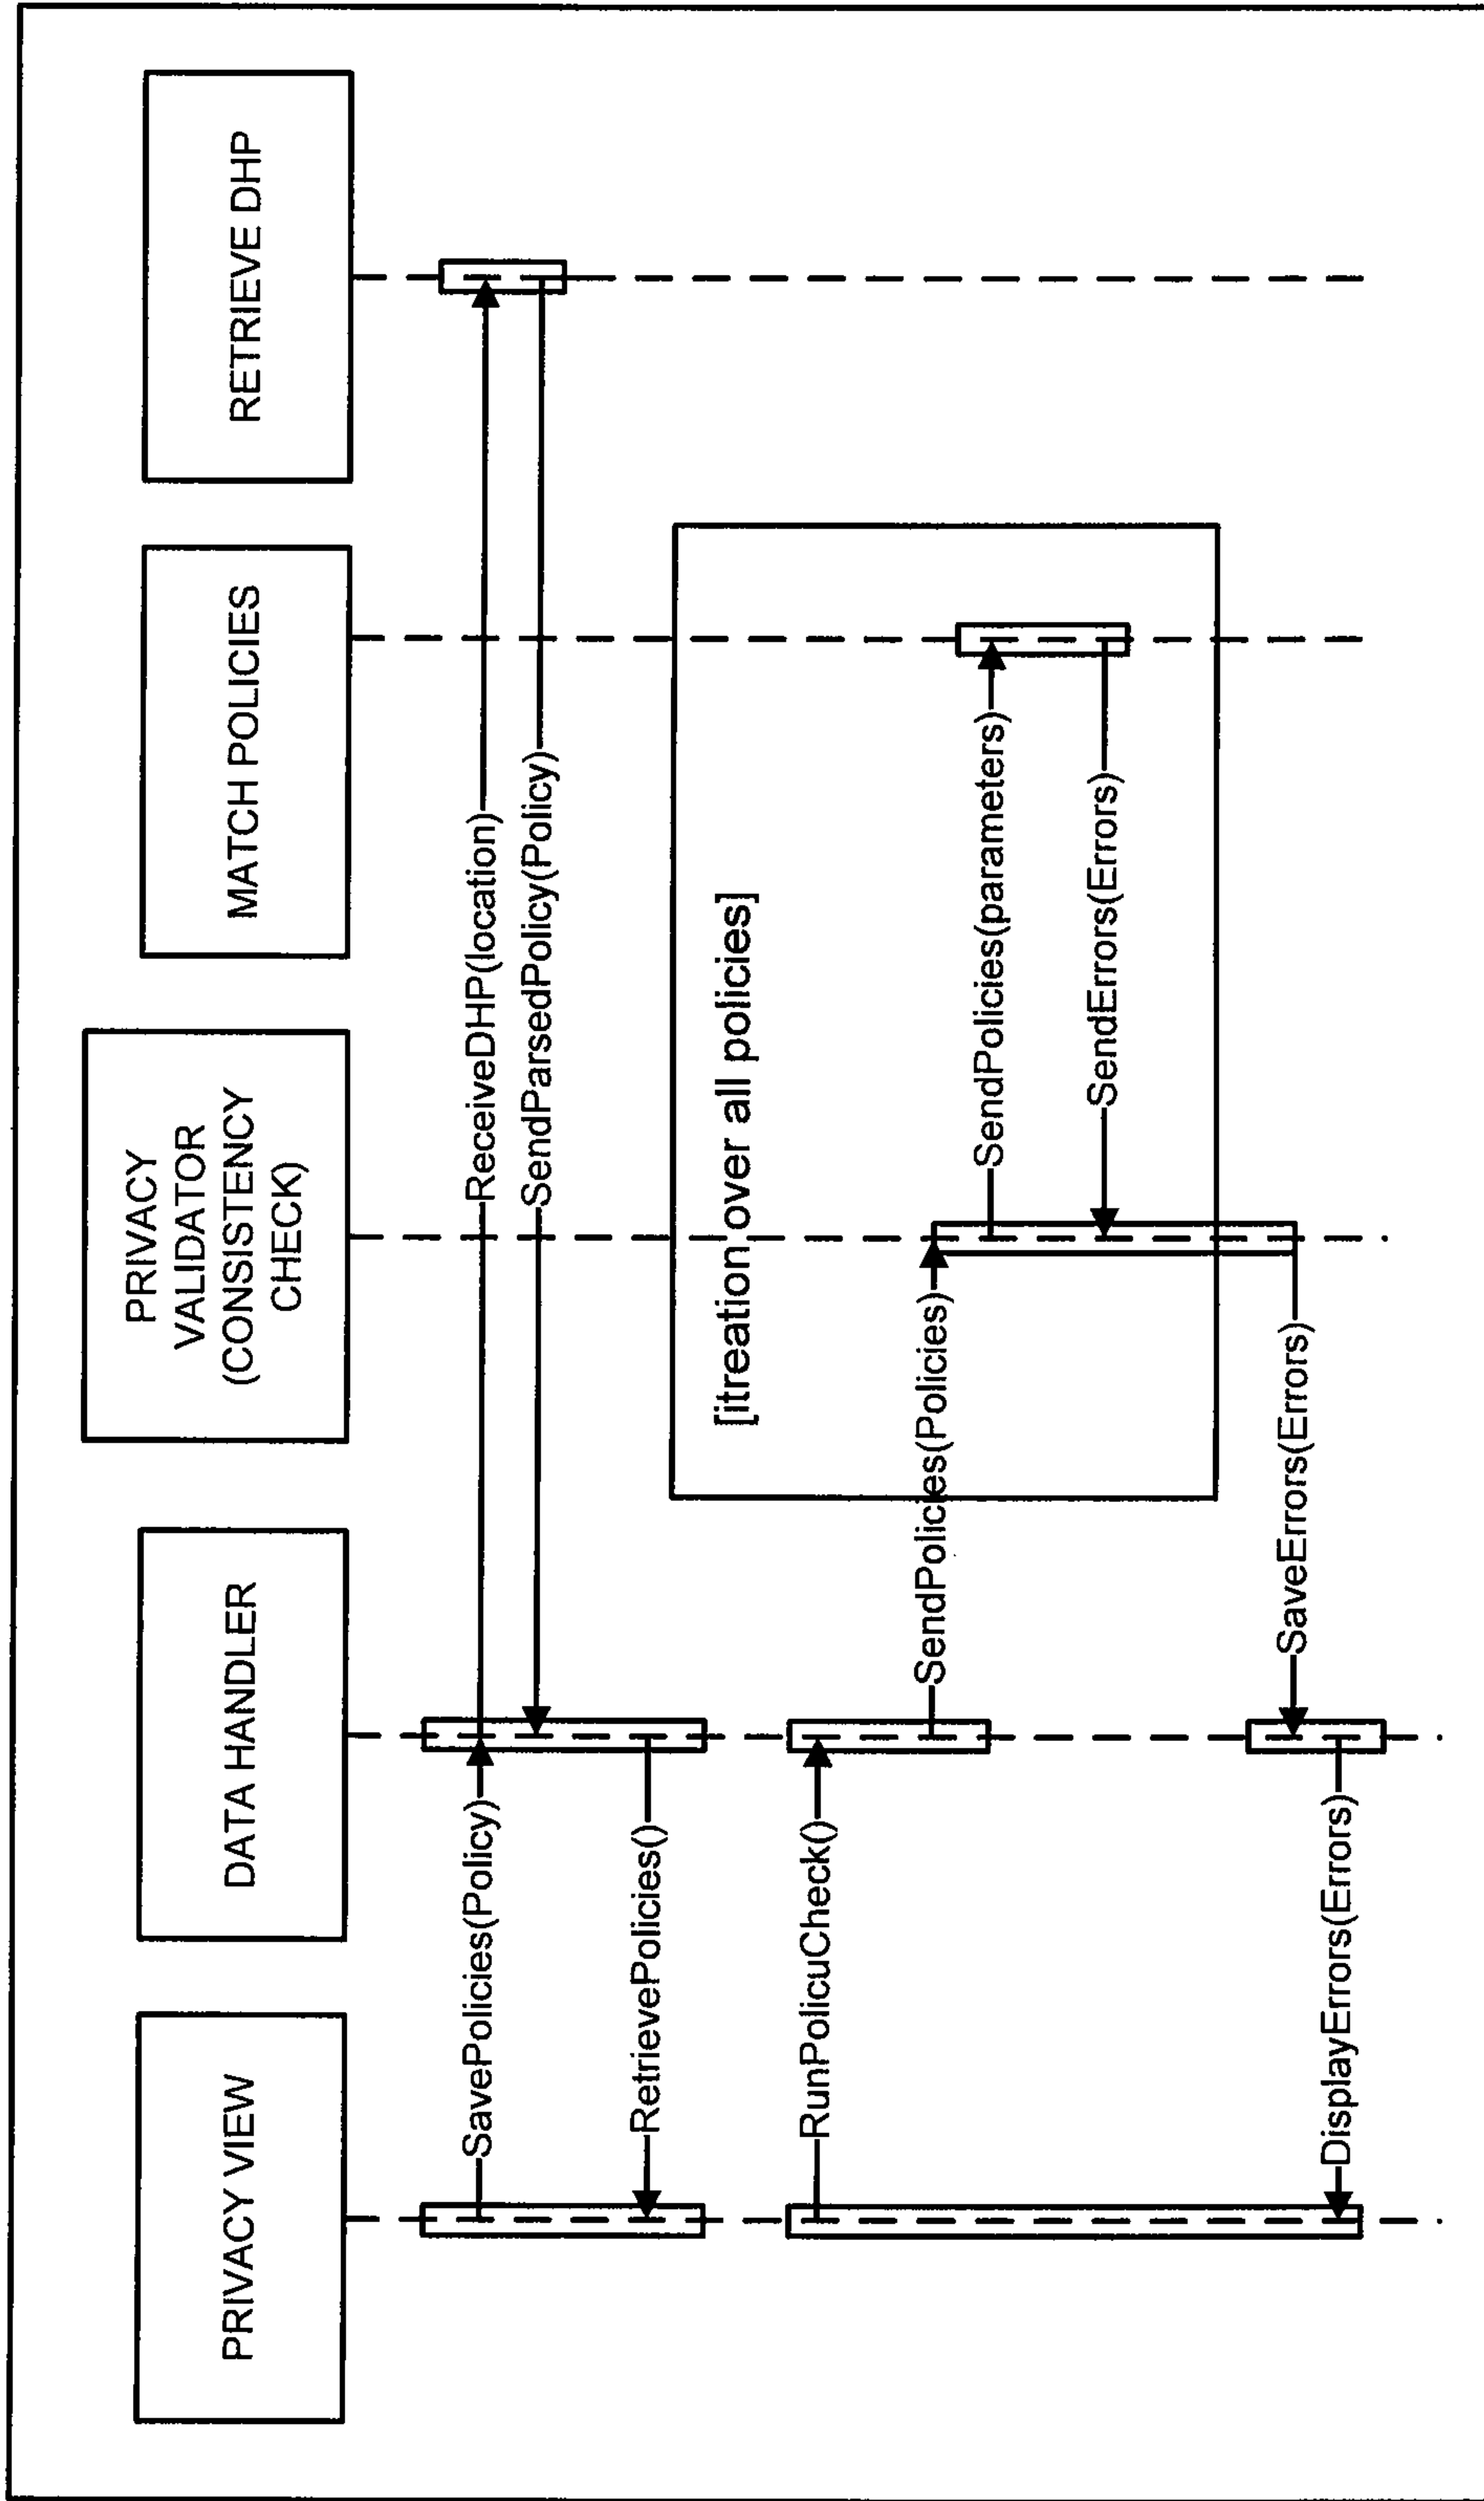 PRIVACY VIEW
DATA HANDLER
PRIVACY
VALIDATOR
(CONSISTENCY
CHECK)
MATCH POLICIES
RETRIEVE DHP
SavePolicies(Policy)
ReceiveDHP(location)
SendParsedPolicy(Policy)
RetrievePolicies()
[itreation over all policies]
RunPolicuCheck()
SendPolicies(Policies)
SendPolicies(parameters)
SendErrors(Errors)
SaveErrors(Errors)
DisplayErrors(Errors)